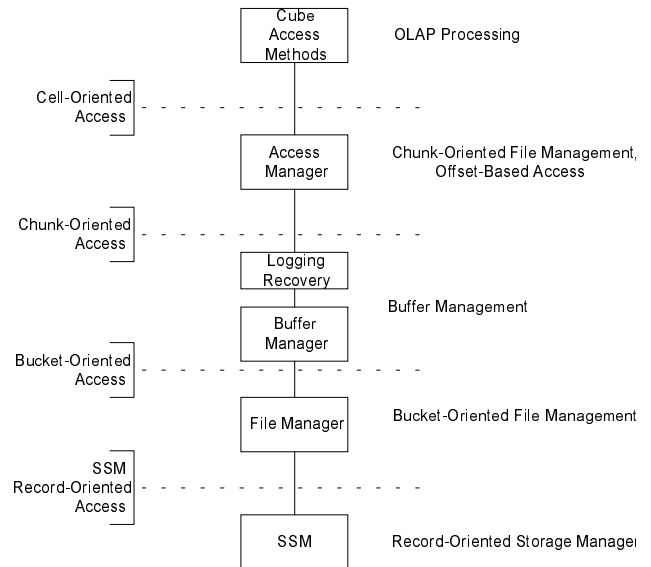 Cube
Access
Methods
OLAP Processing
Cell-Oriented
Access
Access
Manager
Chunk-Oriented File Management,
Offset-Based Access
Chunk-Oriented
Access
Logging
Recovery
Buffer Management
Buffer
Manager
Bucket-Oriented
Access
File Manager
Bucket-Oriented File Management
SSM
Record-Oriented
Access
SSM
Record-Oriented Storage Manager